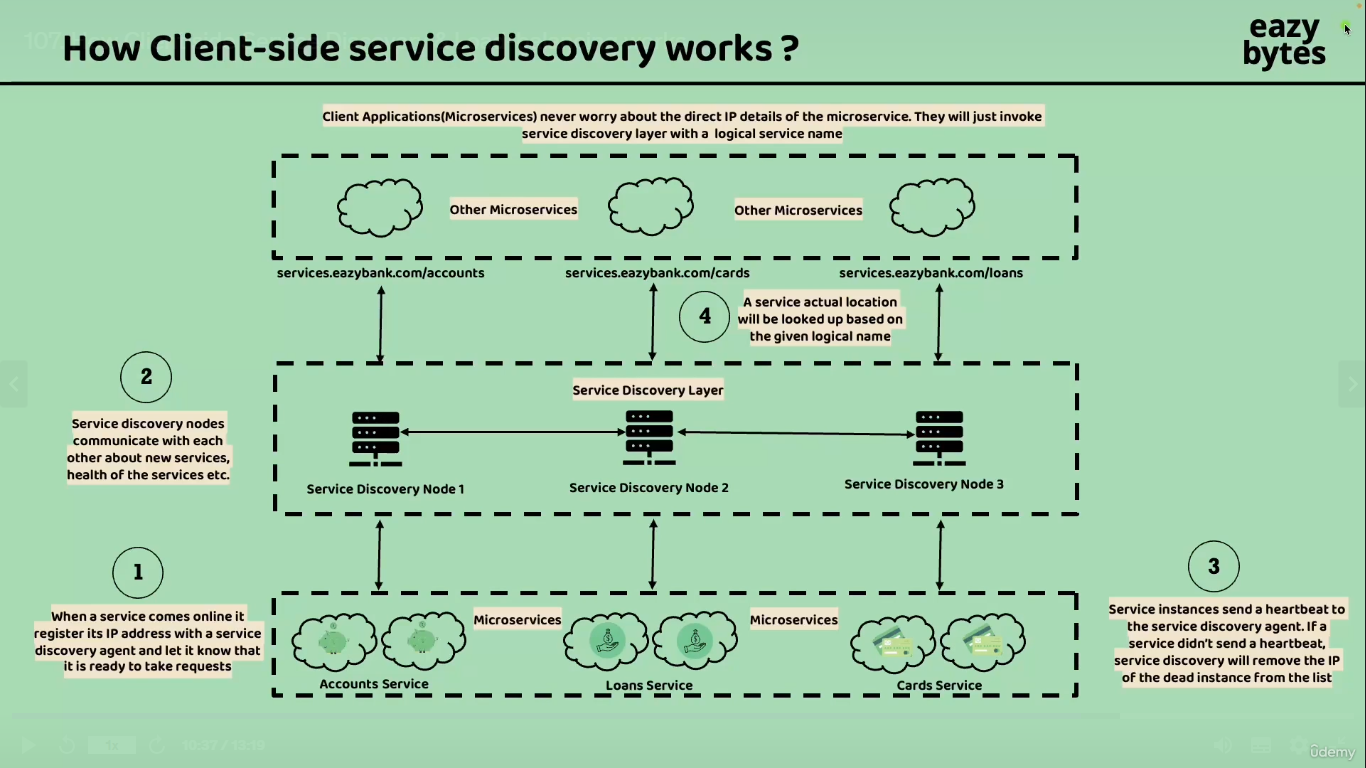 How Client-side service discovery works ?
eazy
bytes
Client Applications(Microservices) never worry about the direct IP details of the microservice. They will just invoke
service discovery layer with a logical service name
Other Microservices
Other Microservices
services.eazybank.com/accounts
services.eazybank.com/cards
services.eazybank.com/loans
4
A service actual location
will be looked up based on
the given logical name
2
Service discovery nodes
communicate with each
other about new services,
health of the services etc.
Service Discovery Layer
Service Discovery Node 1
Service Discovery Node 2
Service Discovery Node 3
1
When a service comes online it
register its IP address with a service
discovery agent and let it know that
it is ready to take requests
Microservices
Microservices
Accounts Service
Loans Service
Cards Service
3
Service instances send a heartbeat to
the service discovery agent. If a
service didn't send a heartbeat,
service discovery will remove the IP
of the dead instance from the list
1x
10:37 / 13:19
ûdemy